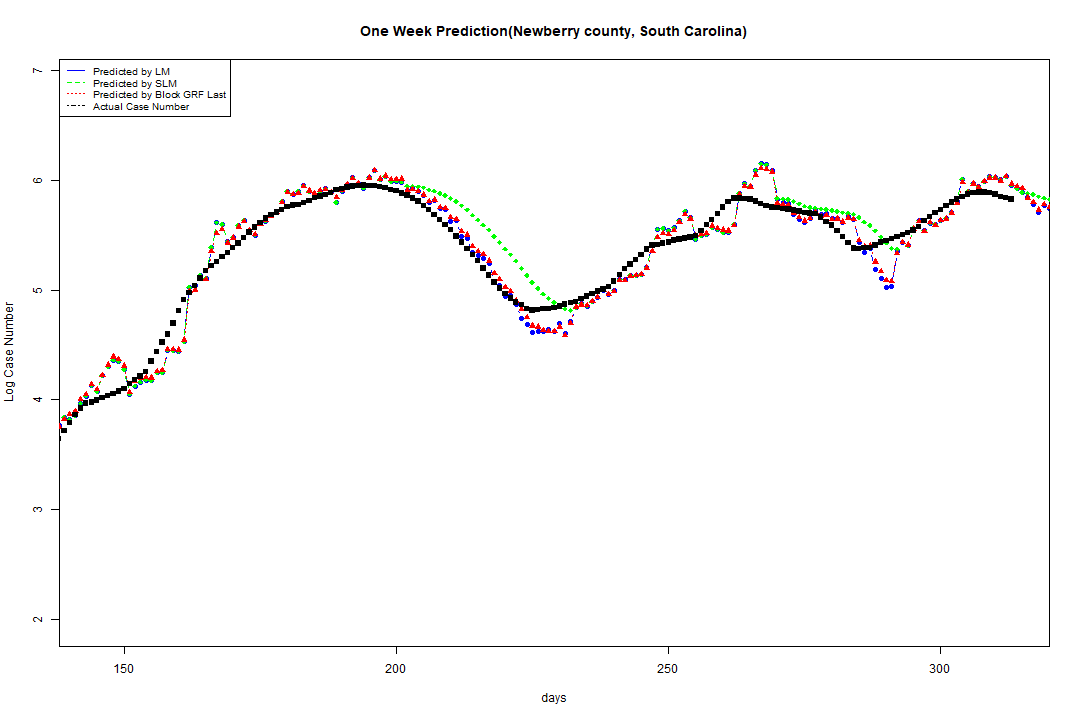 One Week Prediction(Newberry county, South Carolina)
Predicted by LM
Predicted by SLM
Predicted by Block GRF Last
Actual Case Number
7
6
5
4
3
2
Log Case Number
150
200
250
300
days